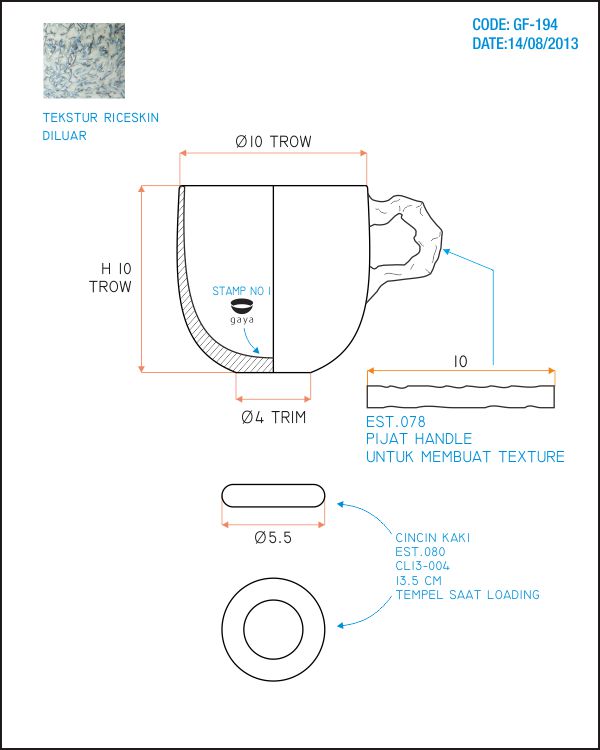 CODE: GF-194
DATE:14/08/2013
TEKSTUR RICESKIN
DILUAR
Ø10 TROW
H 10
TROW
STAMP NO 1
gaya
Ø4 TRIM
10
EST.078
PIJAT HANDLE
UNTUK MEMBUAT TEXTURE
Ø5.5
CINCIN KAKI
EST.080
CL13-004
13.5 CM
TEMPEL SAAT LOADING